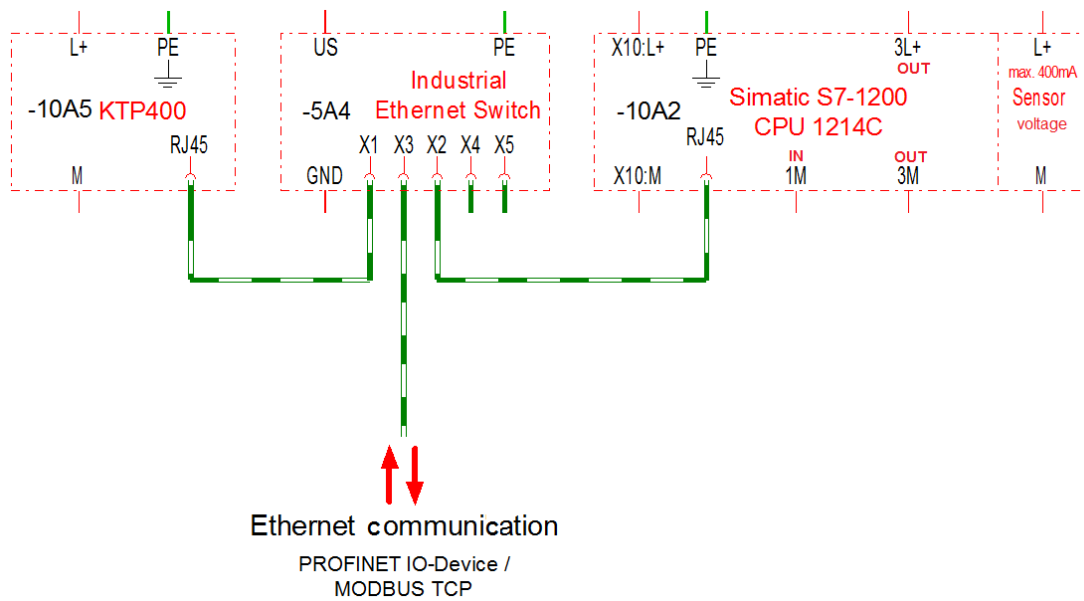 L+ PE
-10A5 KTP400
RJ45
M
US PE
Industrial
Ethernet Switch
-5A4
X1 X3 X2 X4 X5
GND
X10:L+ PE 3L+
OUT
Simatic S7-1200
-10A2
CPU 1214C
RJ45
IN OUT
X10:M 1M 3M
L+
max. 400mA
Sensor
voltage
M
Ethernet communication
PROFINET IO-Device /
MODBUS TCP